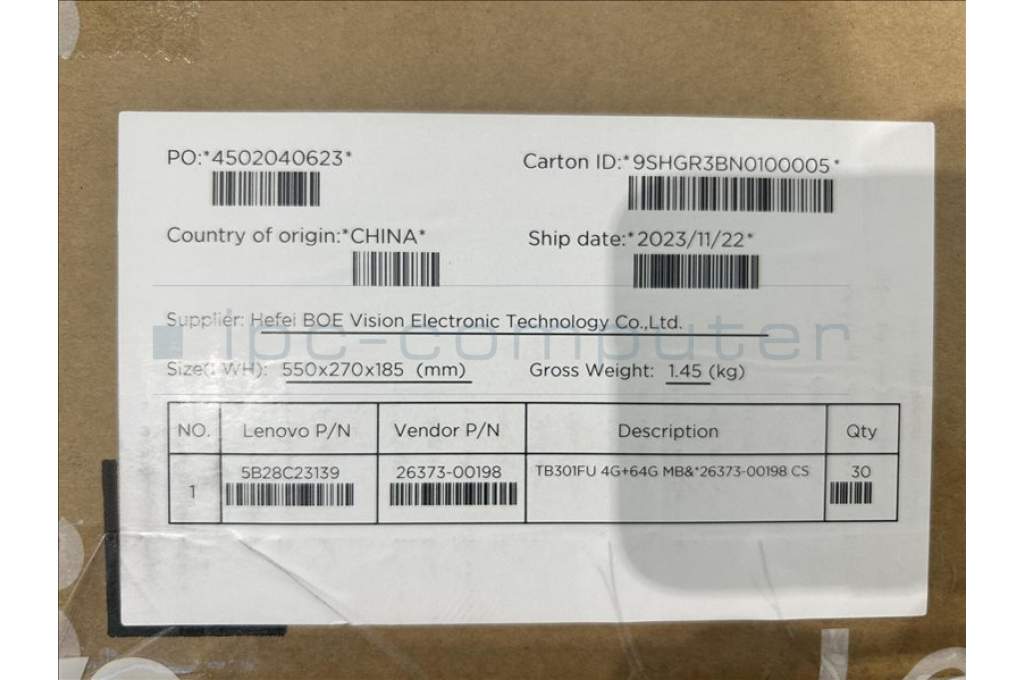 PO:*4502040623*
Carton ID:*9SHGR3BN0100005*
Country of origin:*CHINA*
Ship date:*2023/11/22*
Supplier: Hefei BOE Vision Electronic Technology Co.,Ltd.
ipc-computer
Size(LWH): 550x270x185 (mm)
Gross Weight: 1.45 (kg)
NO. Lenovo P/N Vendor P/N Description Qty
1 5B28C23139 26373-00198 TB301FU 4G+64G MB&*26373-00198 CS 30